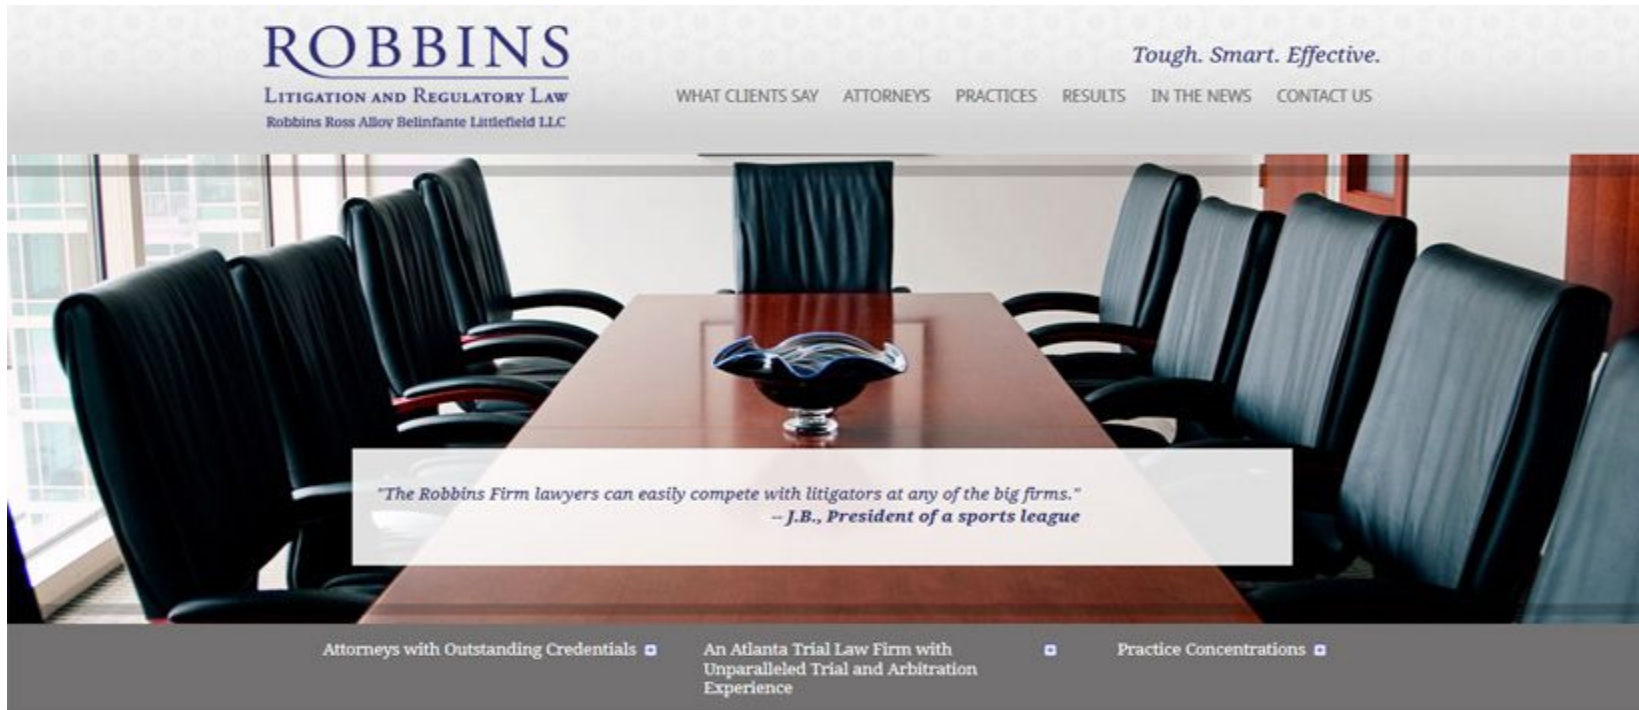 ROBBINS
LITIGATION AND REGULATORY LAW
Robbins Ross Alloy Belinfante Littlefield LLC
Tough. Smart. Effective.
WHAT CLIENTS SAY ATTORNEYS PRACTICES RESULTS IN THE NEWS CONTACT US
"The Robbins Firm lawyers can easily compete with litigators at any of the big firms."
-- J.B., President of a sports league
Attorneys with Outstanding Credentials
An Atlanta Trial Law Firm with
Unparalleled Trial and Arbitration
Experience
Practice Concentrations